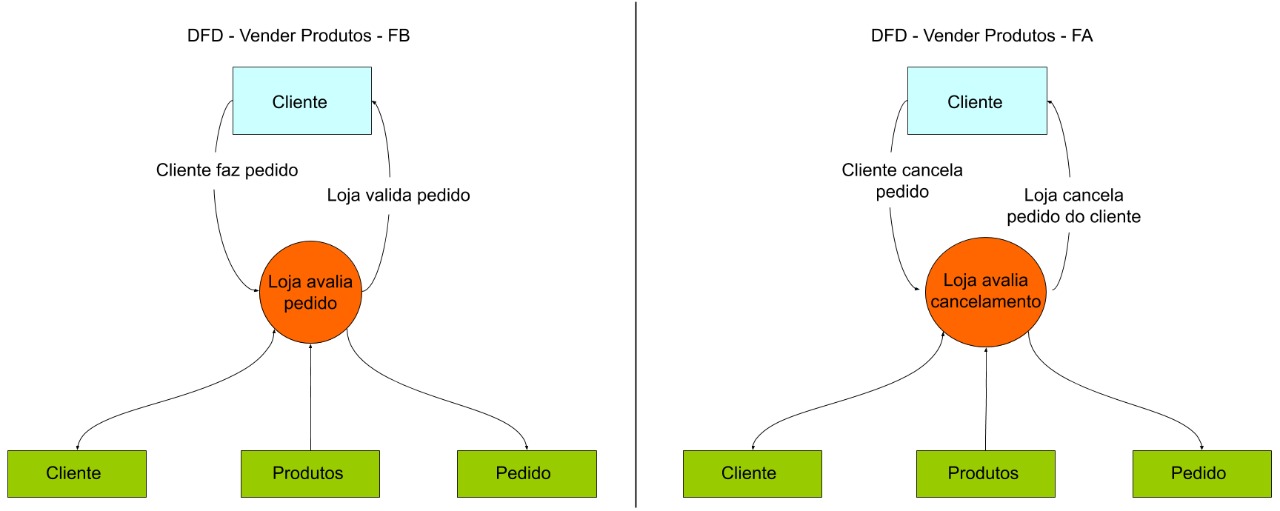 DFD - Vender Produtos - FB
Cliente
Cliente faz pedido
Loja valida pedido
Loja avalia
pedido
Cliente
Produtos
Pedido
DFD - Vender Produtos - FA
Cliente
Cliente cancela
pedido
Loja cancela
pedido do cliente
Loja avalia
cancelamento
Cliente
Produtos
Pedido